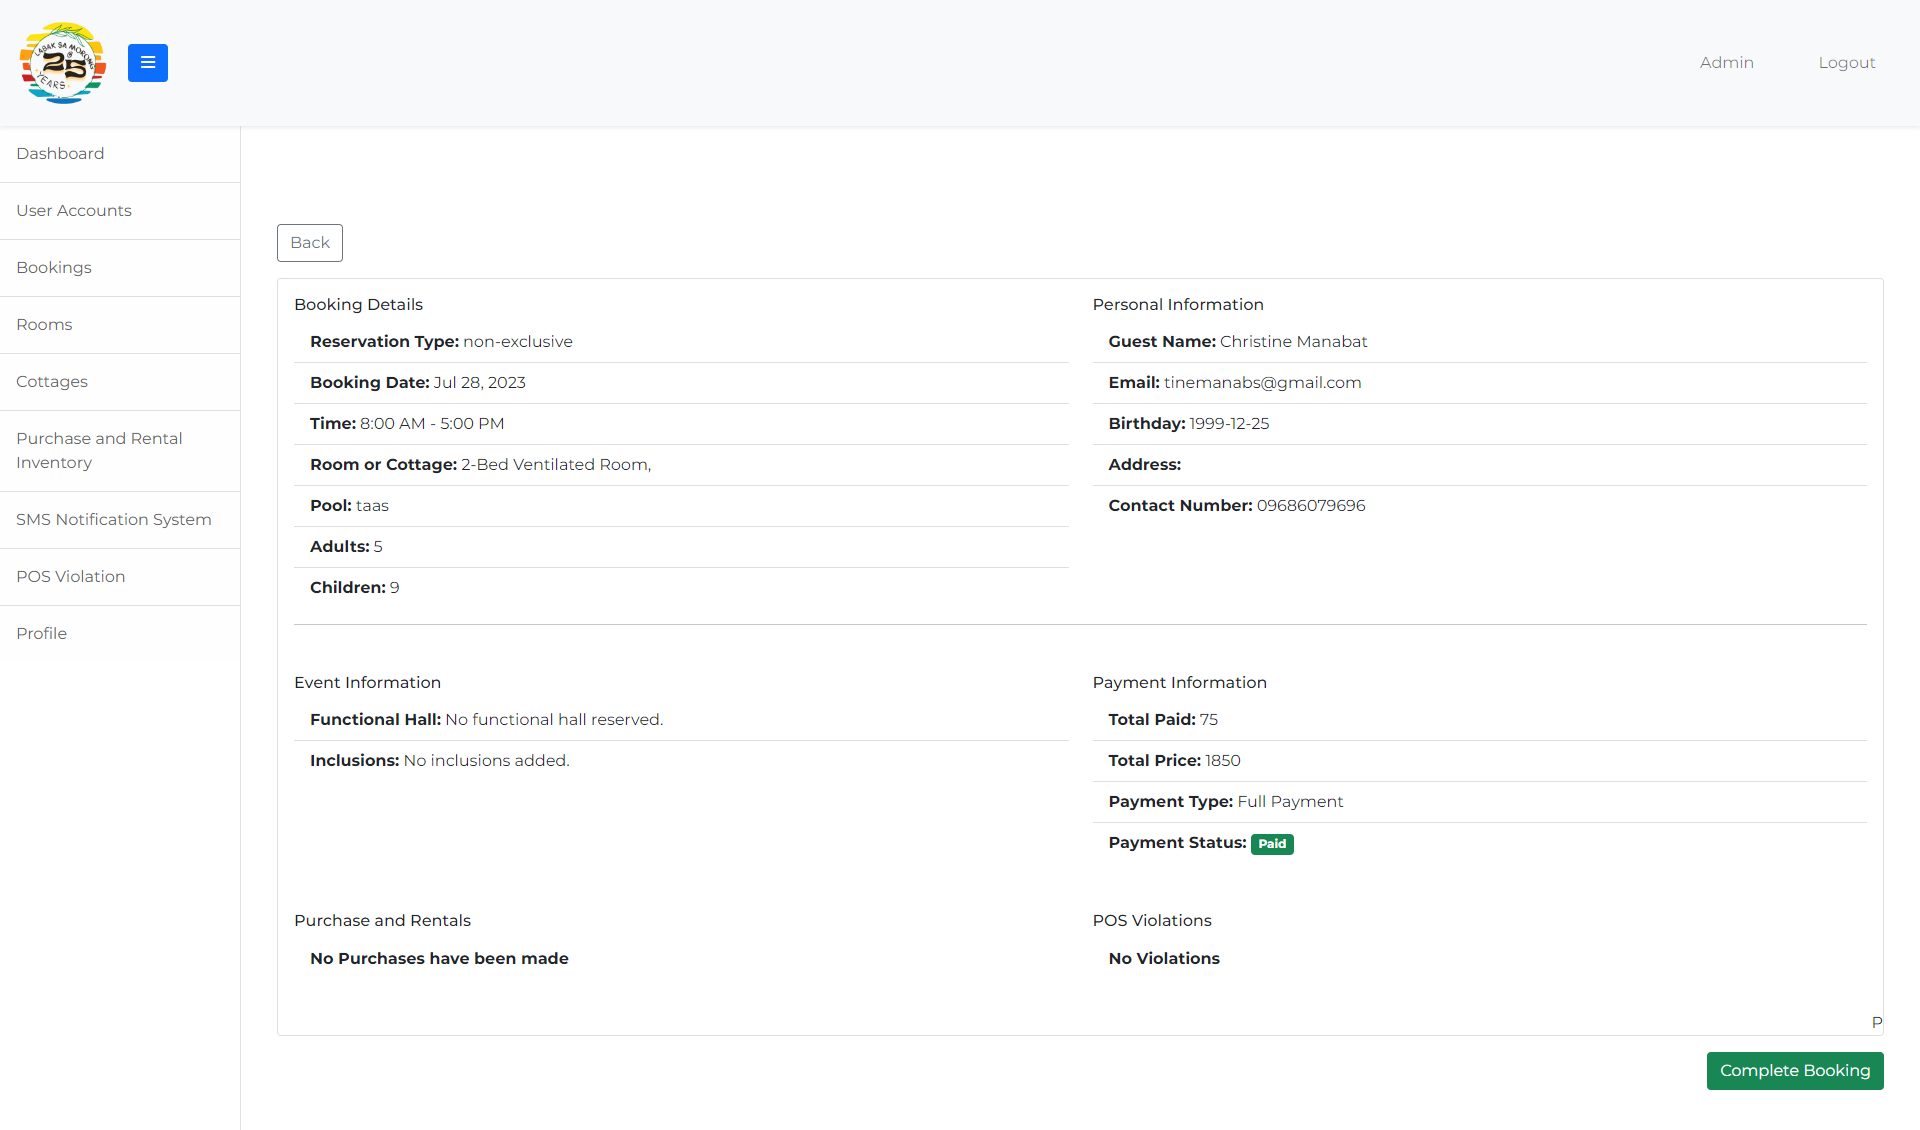 LABAK SA MORONG
@
25
YEARS
Admin
Logout
Dashboard
User Accounts
Bookings
Rooms
Cottages
Purchase and Rental
Inventory
SMS Notification System
POS Violation
Profile
Back
Booking Details
Reservation Type: non-exclusive
Booking Date: Jul 28, 2023
Time: 8:00 AM - 5:00 PM
Room or Cottage: 2-Bed Ventilated Room,
Pool: taas
Adults: 5
Children: 9
Personal Information
Guest Name: Christine Manabat
Email: tinemanabs@gmail.com
Birthday: 1999-12-25
Address:
Contact Number: 09686079696
Event Information
Functional Hall: No functional hall reserved.
Inclusions: No inclusions added.
Payment Information
Total Paid: 75
Total Price: 1850
Payment Type: Full Payment
Payment Status: Paid
Purchase and Rentals
No Purchases have been made
POS Violations
No Violations
P
Complete Booking